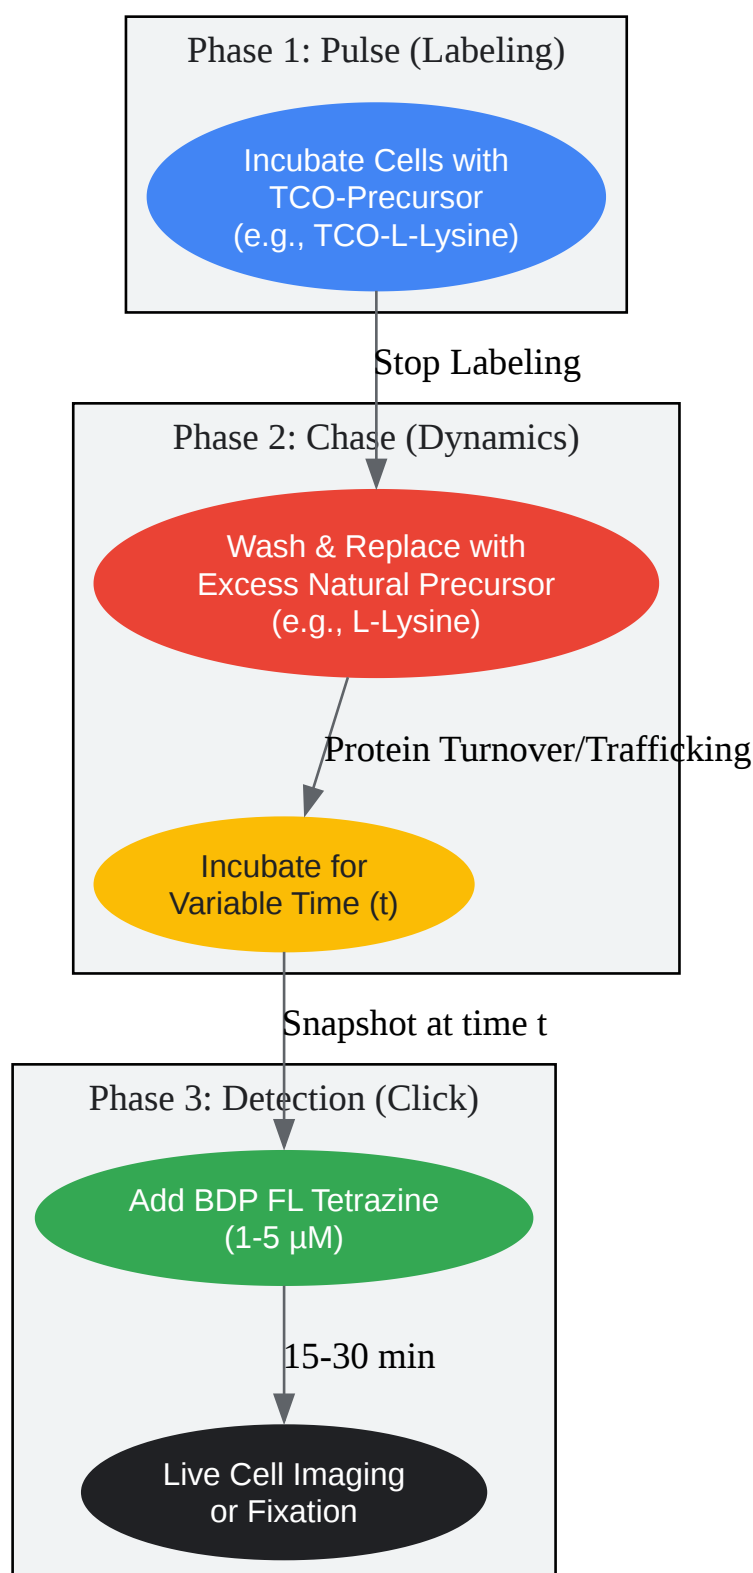 Phase 1: Pulse (Labeling)
Incubate Cells with
TCO-Precursor
(e.g., TCO-L-Lysine)
Stop Labeling
Phase 2: Chase (Dynamics)
Wash & Replace with
Excess Natural Precursor
(e.g., L-Lysine)
Protein Turnover/Trafficking
Incubate for
Variable Time (t)
Snapshot at time t
Phase 3: Detection (Click)
Add BDP FL Tetrazine
(1-5 µM)
15-30 min
Live Cell Imaging
or Fixation